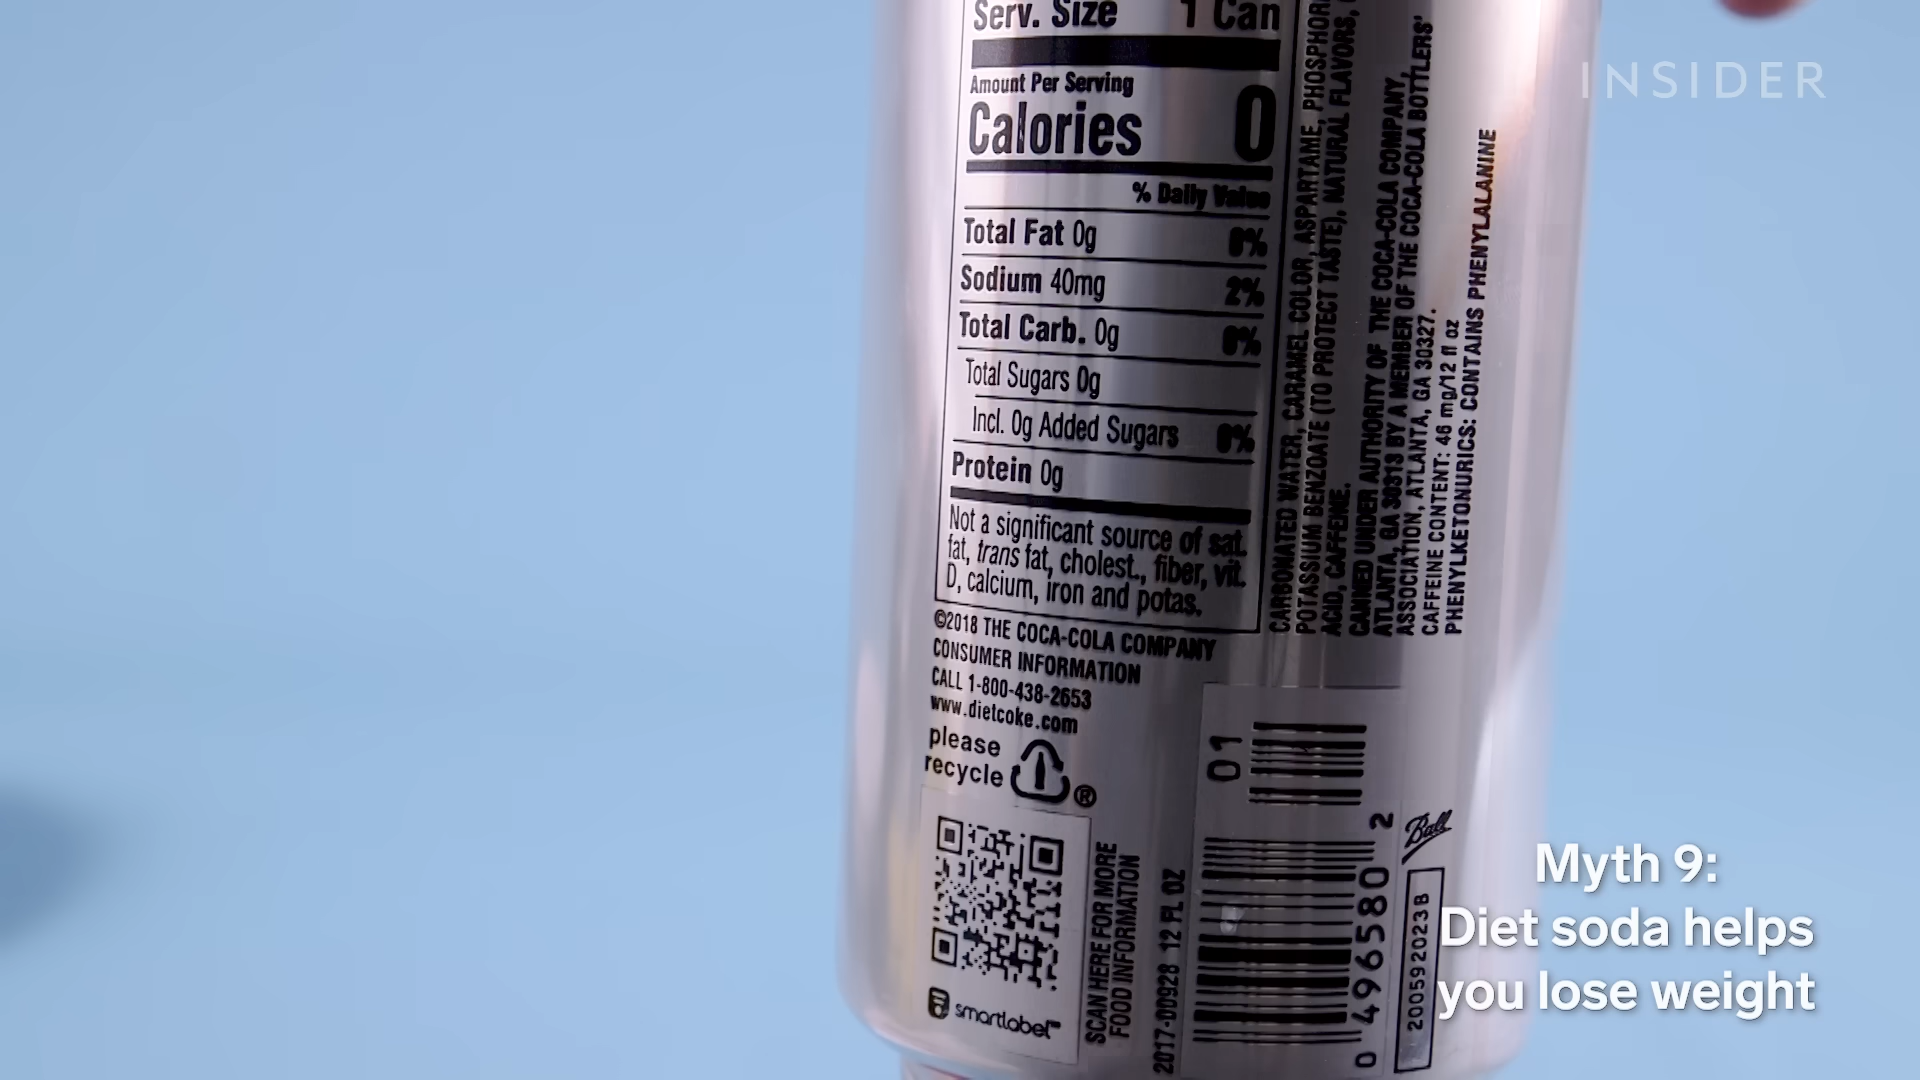 Serv. Size 1 Can
Amount Per Serving
Calories 0
% Daily Value
Total Fat 0g 0%
Sodium 40mg 2%
Total Carb. 0g 0%
Total Sugars 0g
Incl. 0g Added Sugars 0%
Protein 0g
Not a significant source of sat.
fat, trans fat, cholest., fiber, vit.
D, calcium, iron and potas.
©2018 THE COCA-COLA COMPANY
CONSUMER INFORMATION
CALL 1-800-438-2653
www.dietcoke.com
please
recycle ®
smartlabel™
SCAN HERE FOR MORE
FOOD INFORMATION
CARBONATED WATER, CARAMEL COLOR, ASPARTAME, PHOSPHOR
POTASSIUM BENZOATE (TO PROTECT TASTE), NATURAL FLAVORS,
ACID, CAFFEINE.
CANNED UNDER AUTHORITY OF THE COCA-COLA COMPANY,
ATLANTA, GA 30313 BY A MEMBER OF THE COCA-COLA BOTTLERS'
ASSOCIATION, ATLANTA, GA 30327.
CAFFEINE CONTENT: 46 mg/12 fl oz
PHENYLKETONURICS: CONTAINS PHENYLALANINE
2017-00928 12 FL OZ
01
0 4965802
Ball
200592023B
INSIDER
Myth 9:
Diet soda helps
you lose weight